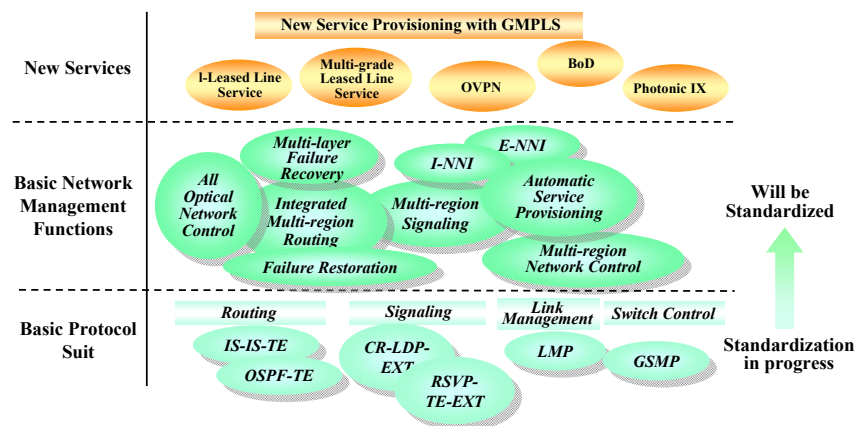 New Service Provisioning with GMPLS
New Services
l-Leased Line
Service
Multi-grade
Leased Line
Service
OVPN
BoD
Photonic IX
Basic Network
Management
Functions
All
Optical
Network
Control
Multi-layer
Failure
Recovery
Integrated
Multi-region
Routing
Failure Restoration
I-NNI
E-NNI
Multi-region
Signaling
Automatic
Service
Provisioning
Multi-region
Network Control
Will be
Standardized
Standardization
in progress
Basic Protocol
Suit
Routing
Signaling
Link
Management
Switch Control
IS-IS-TE
OSPF-TE
CR-LDP-
EXT
RSVP-
TE-EXT
LMP
GSMP